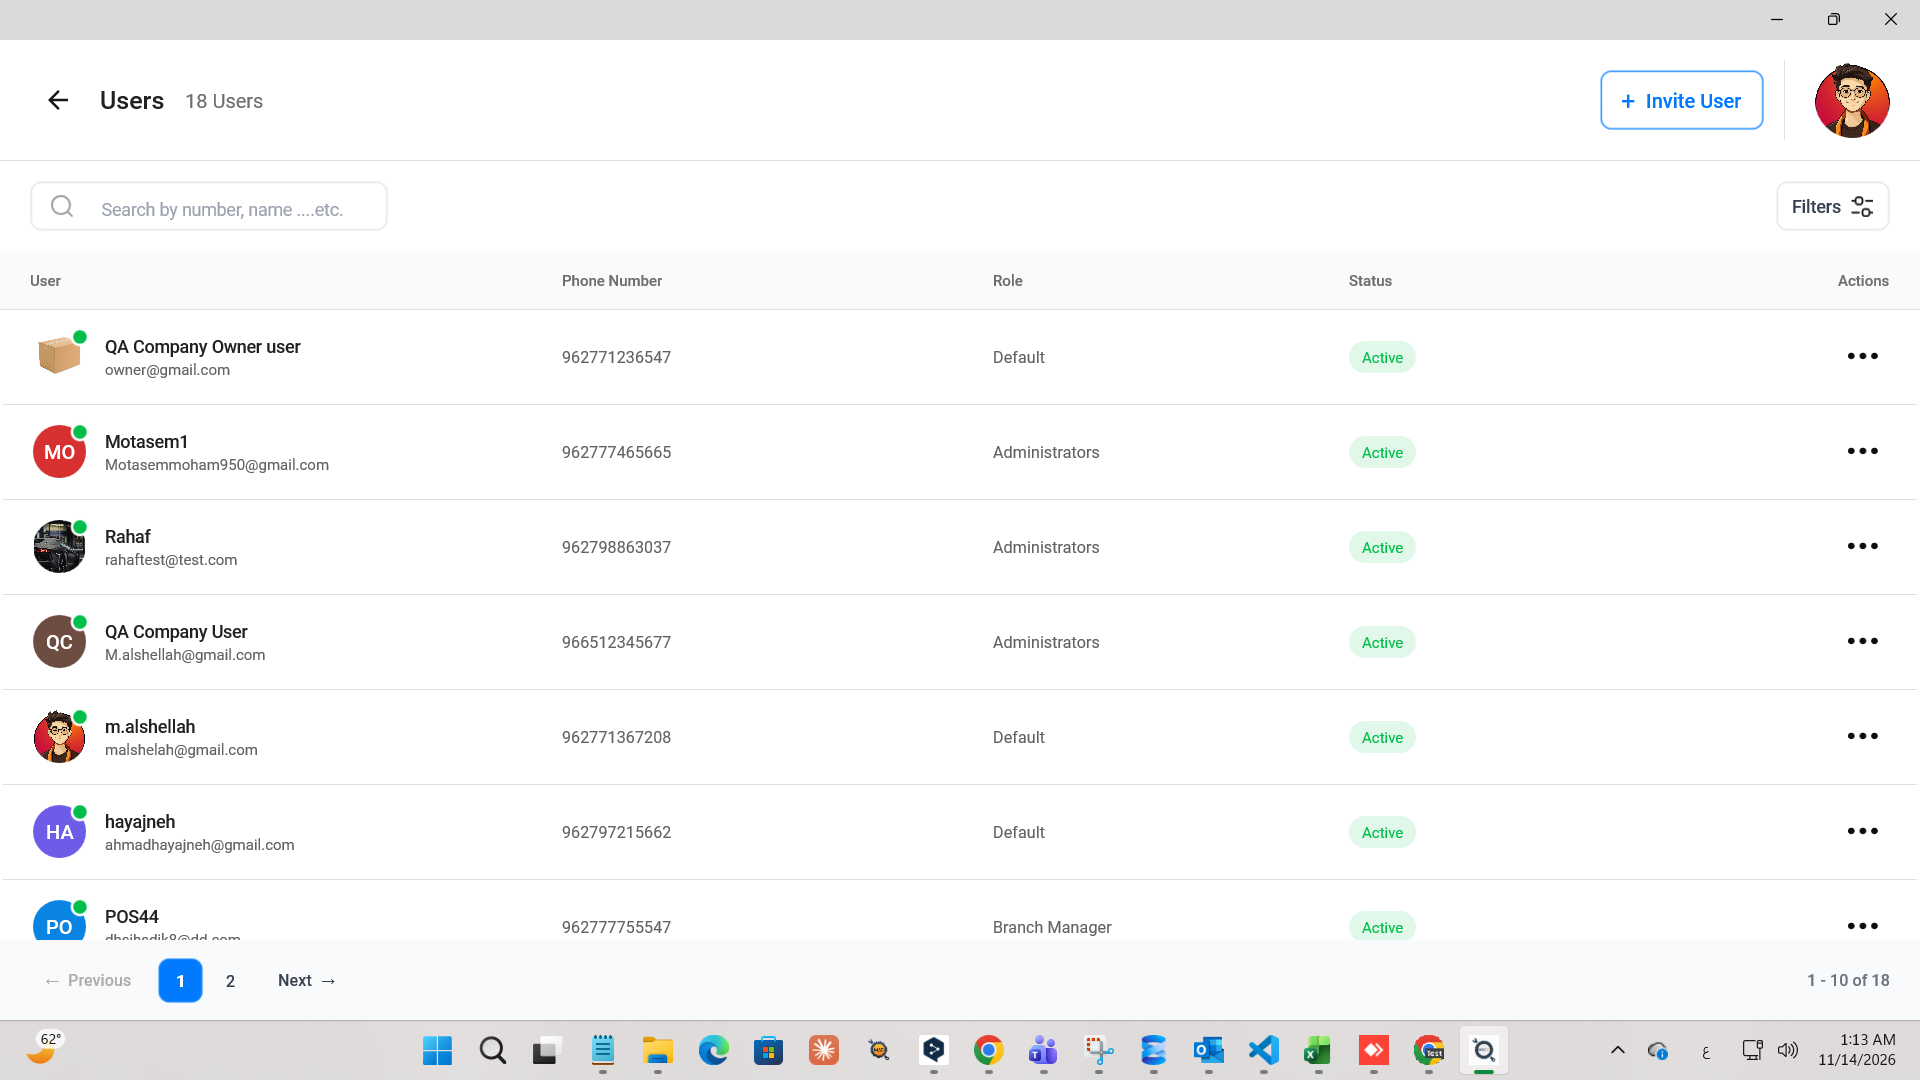 Users 18 Users
+ Invite User
Search by number, name ....etc.
Filters
User Phone Number Role Status Actions
QA Company Owner user
owner@gmail.com
962771236547 Default Active
MO
Motasem1
Motasemmoham950@gmail.com
962777465665 Administrators Active
Rahaf
rahaftest@test.com
962798863037 Administrators Active
QC
QA Company User
M.alshellah@gmail.com
966512345677 Administrators Active
m.alshellah
malshelah@gmail.com
962771367208 Default Active
HA
hayajneh
ahmadhayajneh@gmail.com
962797215662 Default Active
PO
POS44
962777755547 Branch Manager Active
← Previous 1 2 Next →
1 - 10 of 18
62°
Test
ع
1:13 AM
11/14/2026